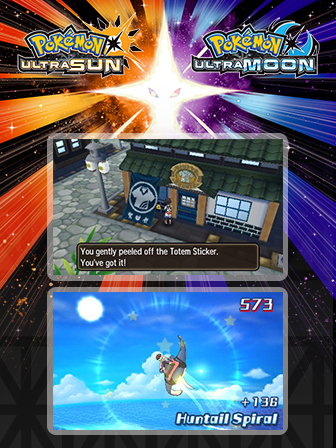 POKéMON
ULTRA SUN
POKéMON
ULTRA MOON
You gently peeled off the Totem Sticker.
You've got it!
573
+136
Huntail Spiral